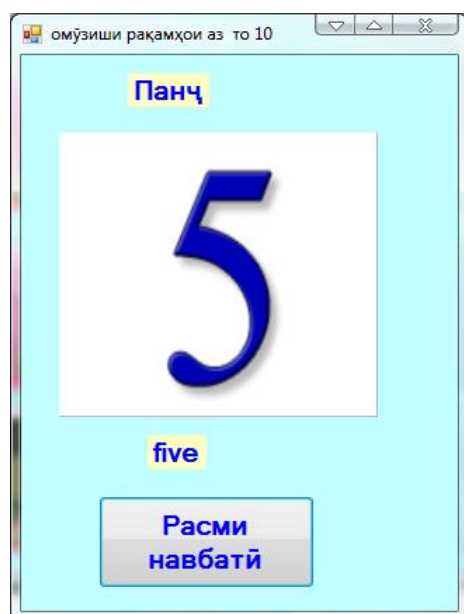 омӯзиши рақамҳои аз то 10
Панҷ
5
five
Расми
навбатӣ